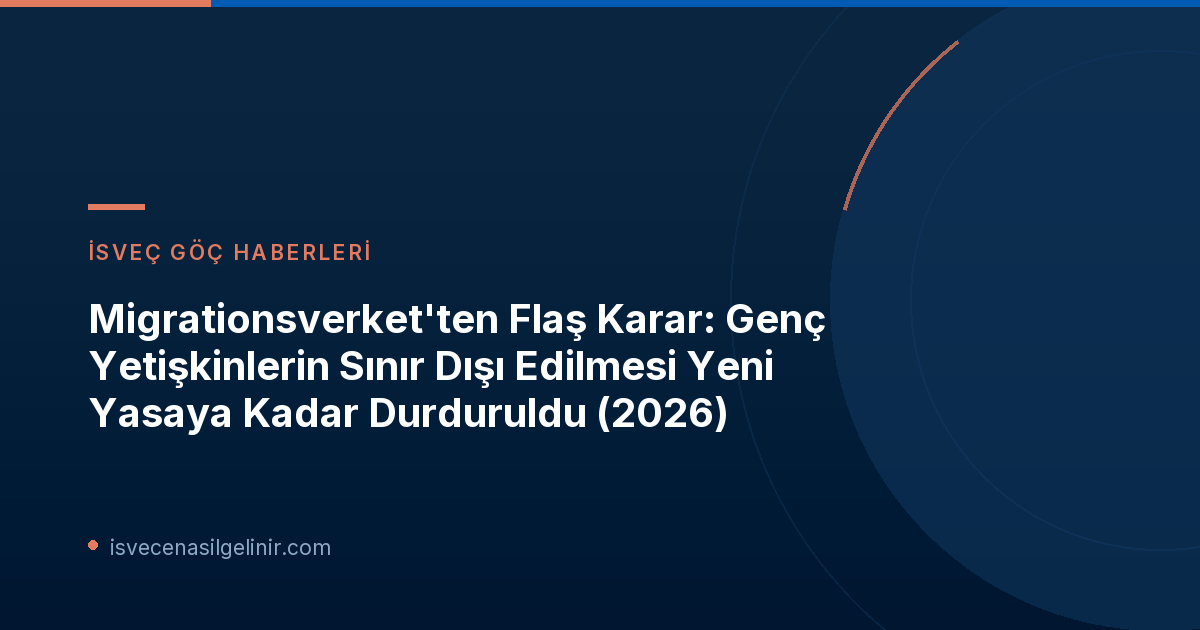 İSVEÇ GÖÇ HABERLERİ
Migrationsverket'ten Flaş Karar: Genç
Yetişkinlerin Sınır Dışı Edilmesi Yeni
Yasaya Kadar Durduruldu (2026)
isvecenasilgelinir.com